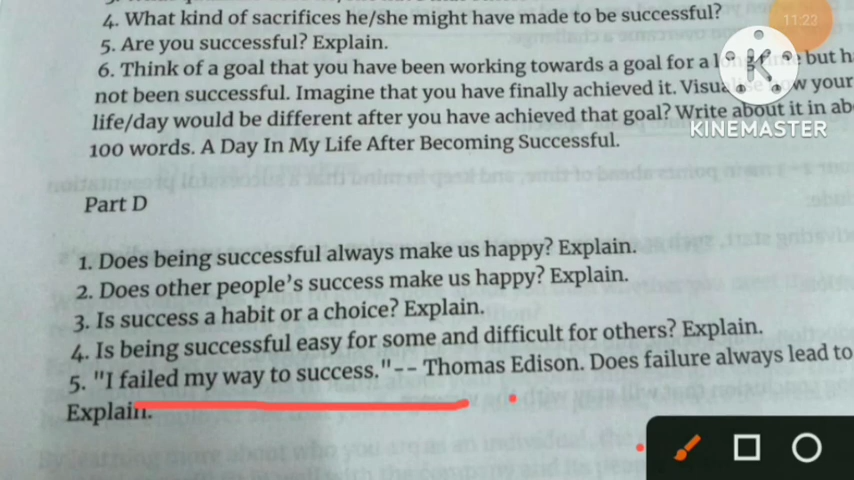 4. What kind of sacrifices he/she might have made to be successful?
5. Are you successful? Explain.
6. Think of a goal that you have been working towards a goal for a but
not been successful. Imagine that you have finally achieved it. your
life/day would be different after you have achieved that goal? Write about it in
100 words. A Day In My Life After Becoming Successful.
Part D
1. Does being successful always make us happy? Explain.
2. Does other people's success make us happy? Explain.
3. Is success a habit or a choice? Explain.
4. Is being successful easy for some and difficult for others? Explain.
5. "I failed my way to success."-- Thomas Edison. Does failure always lead to
Explain.
11:23
K
KINEMASTER